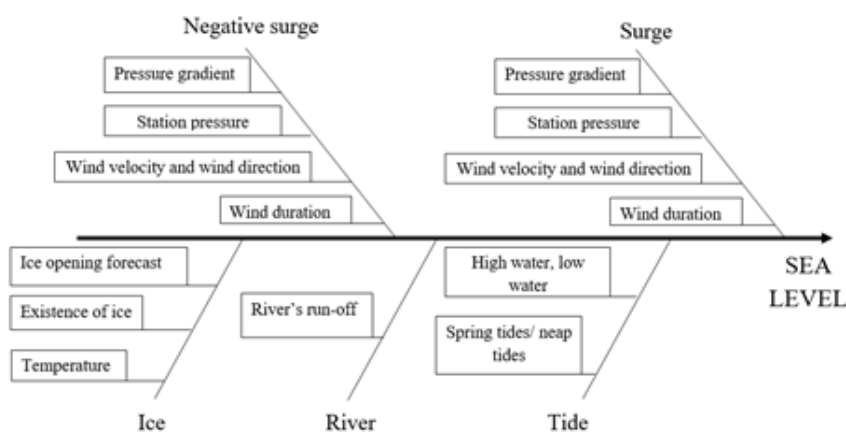 Negative surge
Surge
Pressure gradient
Pressure gradient
Station pressure
Station pressure
Wind velocity and wind direction
Wind velocity and wind direction
Wind duration
Wind duration
Ice opening forecast
High water, low
water
SEA
LEVEL
Existence of ice
River's run-off
Spring tides/ neap
tides
Temperature
Ice
River
Tide